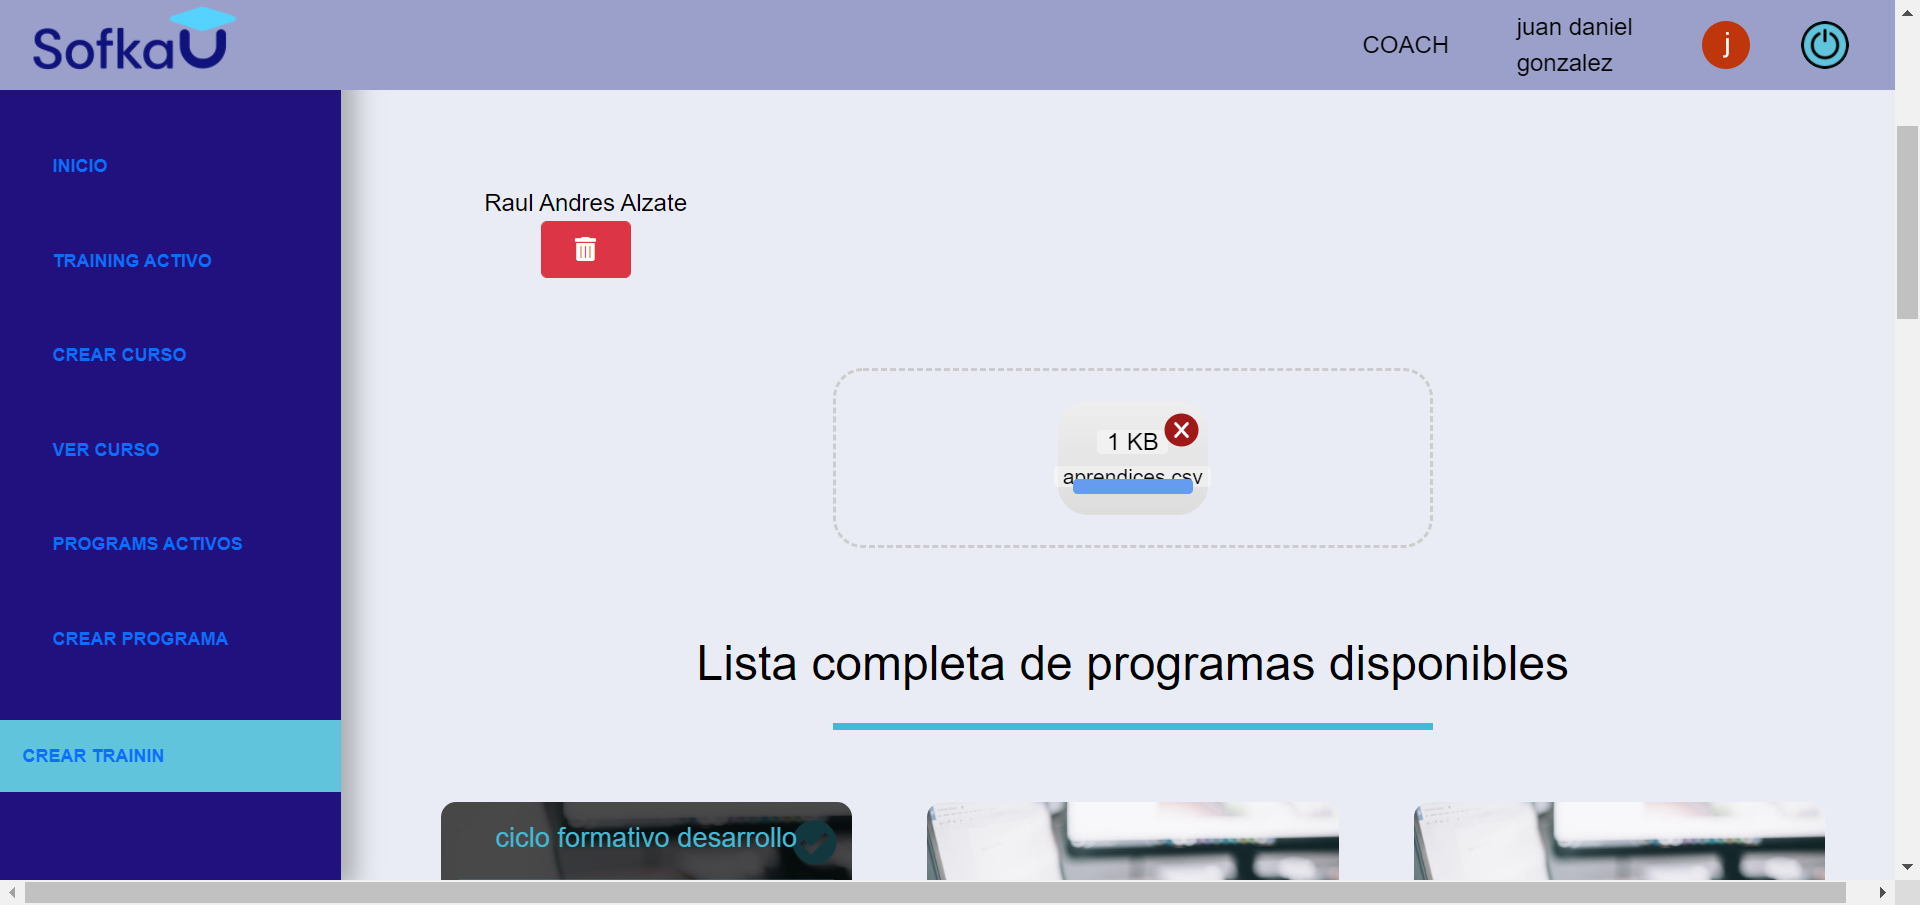 SofkaU
COACH
juan daniel
gonzalez
j
INICIO
TRAINING ACTIVO
CREAR CURSO
VER CURSO
PROGRAMS ACTIVOS
CREAR PROGRAMA
CREAR TRAININ
Raul Andres Alzate
1 KB
aprendices.csv
Lista completa de programas disponibles
ciclo formativo desarrollo